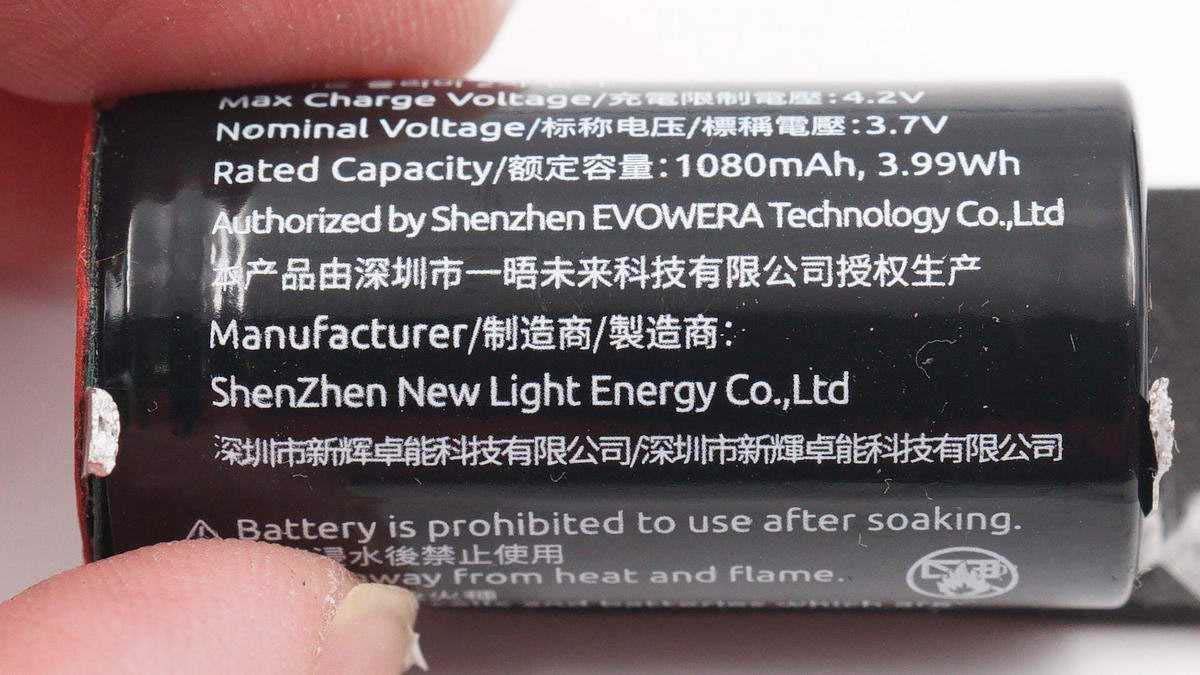 Max Charge Voltage/充電限制電壓:4.2V
Nominal Voltage/标称电压/標稱電壓:3.7V
Rated Capacity/额定容量:1080mAh, 3.99Wh
Authorized by Shenzhen EVOWERA Technology Co.,Ltd
本产品由深圳市一晤未来科技有限公司授权生产
Manufacturer/制造商/製造商:
ShenZhen New Light Energy Co.,Ltd
深圳市新辉卓能科技有限公司/深圳市新輝卓能科技有限公司
Battery is prohibited to use after soaking.
浸水後禁止使用
away from heat and flame.
and batteries which are